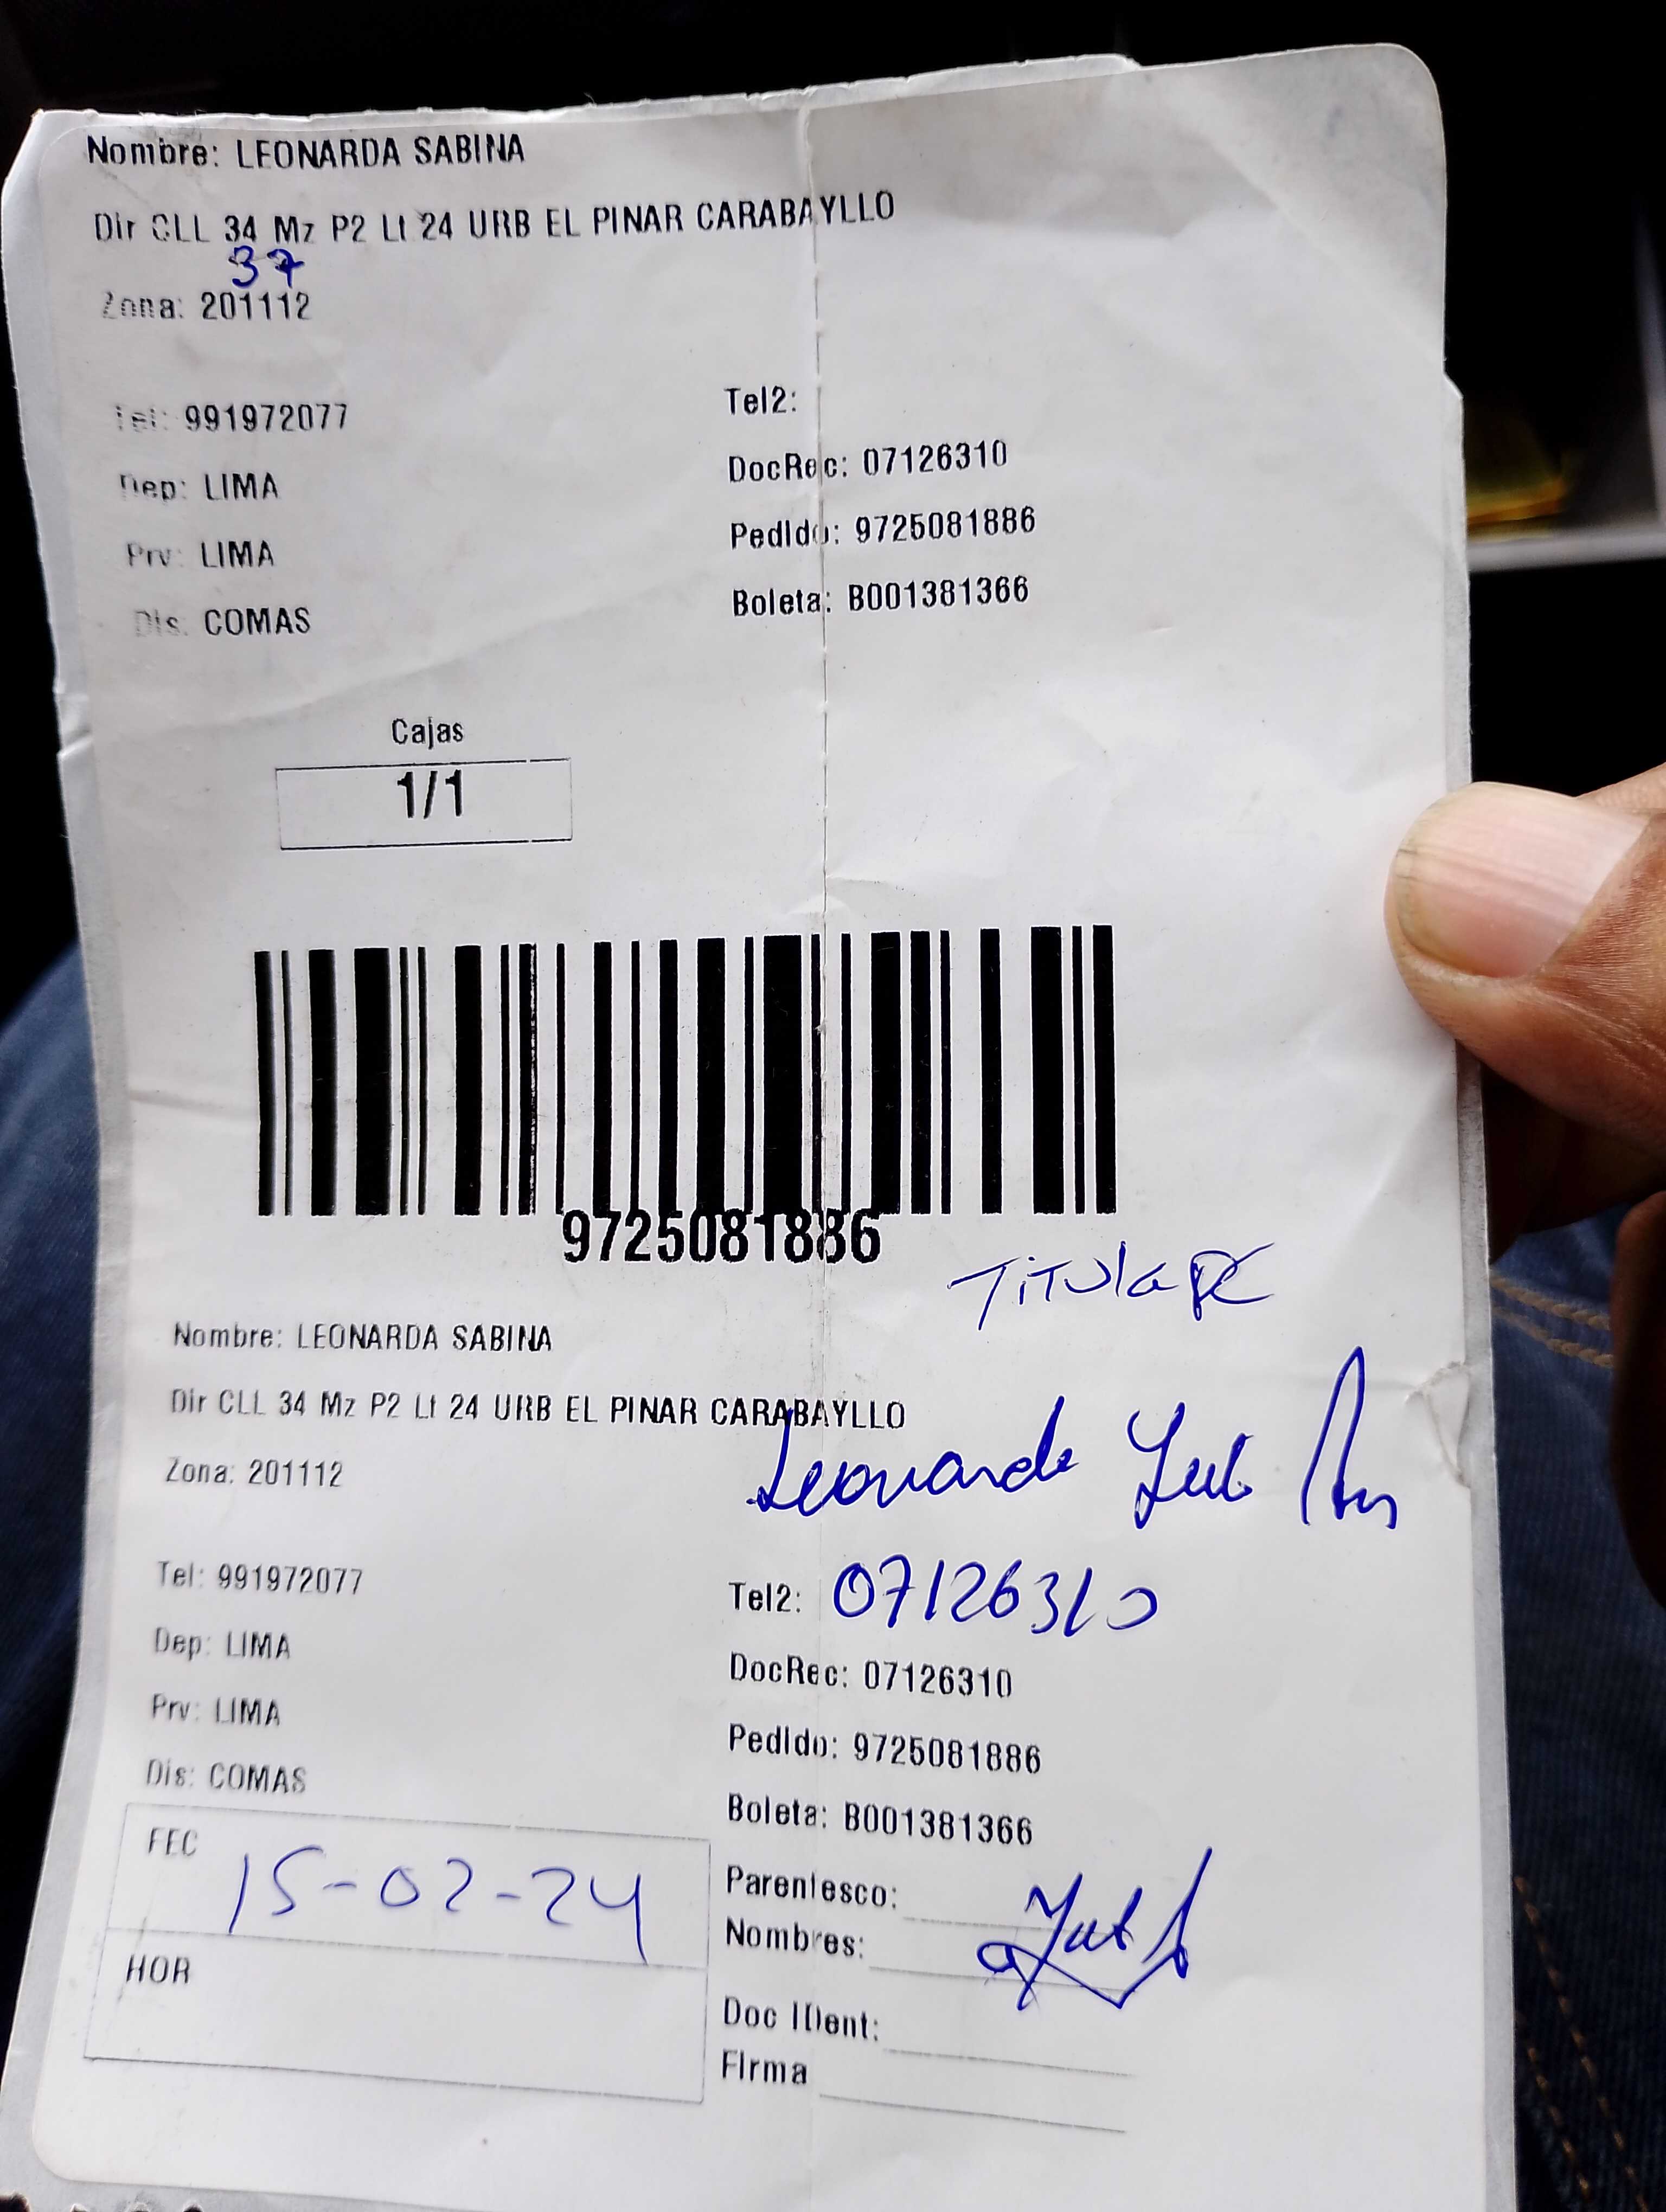 Nombre: LEONARDA SABINA
Dir CLL 34 Mz P2 Lt 24 URB EL PINAR CARABAYLLO
37
Zona: 201112
Tel: 991972077
Tel2:
Dep: LIMA
DocRec: 07126310
Prv: LIMA
PedIdo: 9725081886
Dis: COMAS
Boleta: B001381366
Cajas
1/1
9725081886
TiTulaR
Nombre: LEONARDA SABINA
Dir CLL 34 Mz P2 Lt 24 URB EL PINAR CARABAYLLO
Leonarda
Zona: 201112
Tel: 991972077
Tel2: 07126310
Dep: LIMA
DocRec: 07126310
Prv: LIMA
PedIdo: 9725081886
Dis: COMAS
Boleta: B001381366
FEC 15-02-24
Parentesco:
Nombres:
HOR
Doc IDent:
FIrma